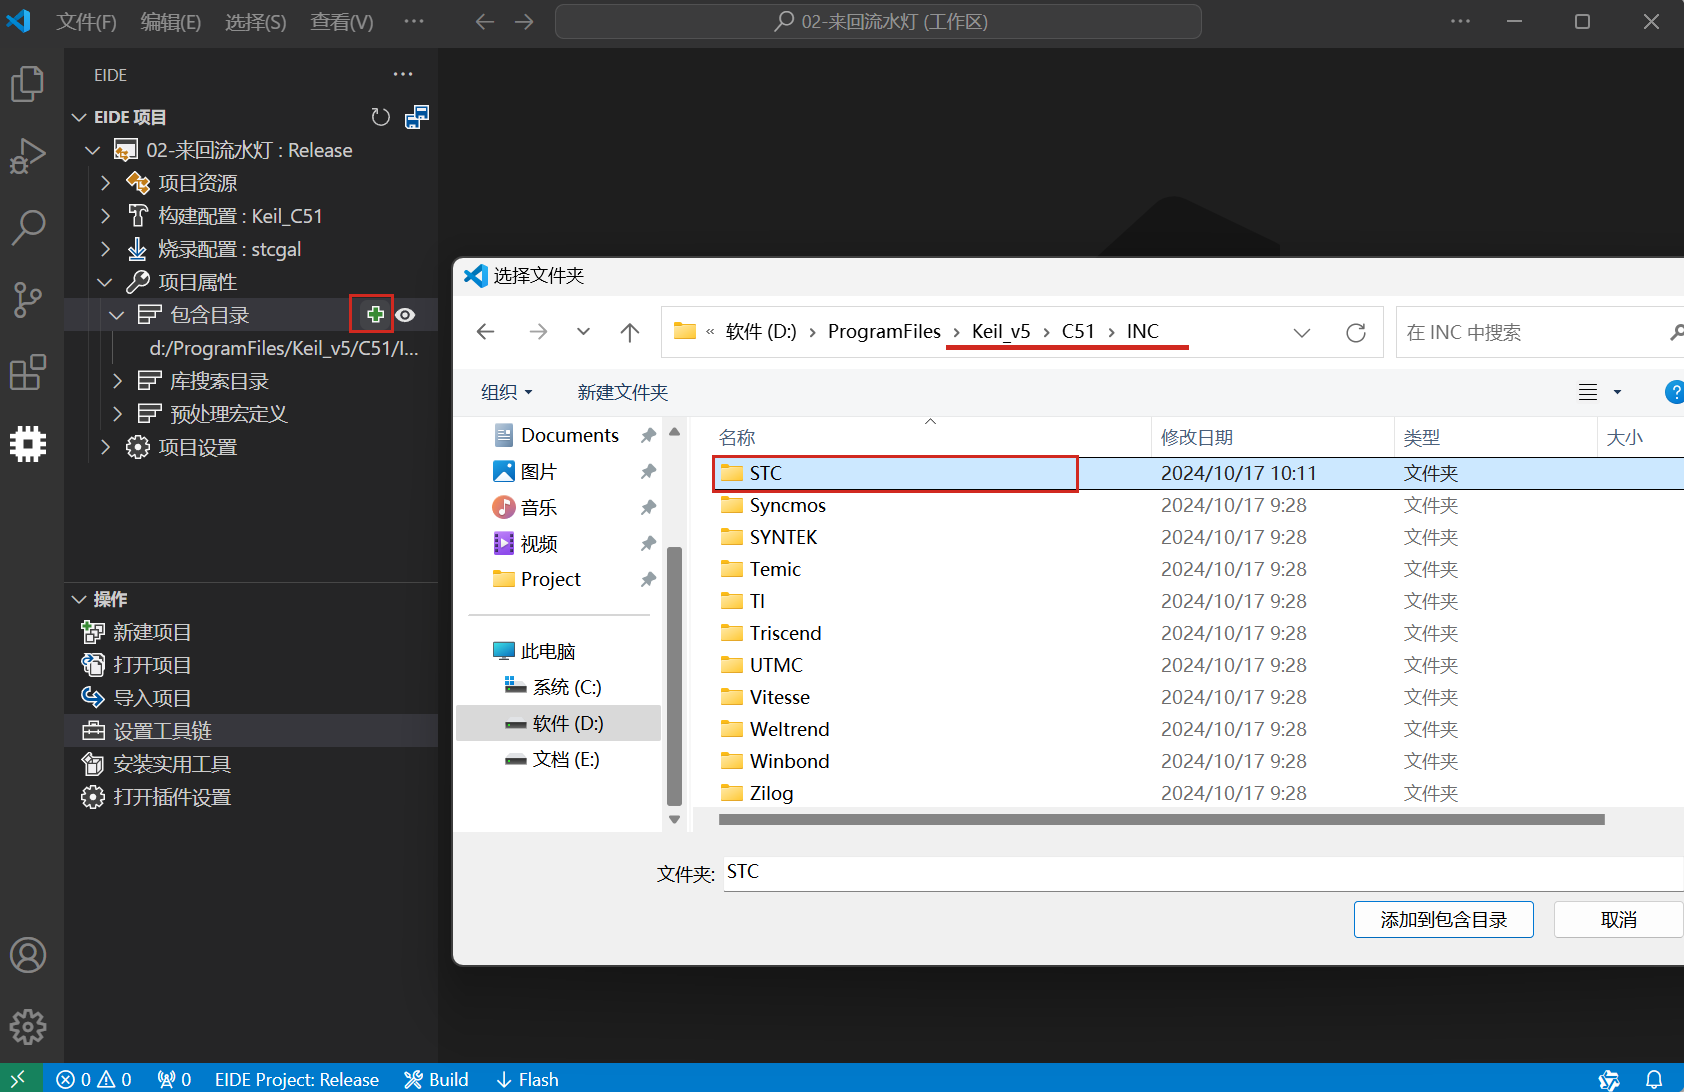 文件(F) 编辑(E) 选择(S) 查看(V) ··· 02-来回流水灯 (工作区)
EIDE
EIDE 项目
02-来回流水灯 : Release
项目资源
构建配置 : Keil_C51
烧录配置 : stcgal
项目属性
包含目录
d:/ProgramFiles/Keil_v5/C51/I...
库搜索目录
预处理宏定义
项目设置
操作
新建项目
打开项目
导入项目
设置工具链
安装实用工具
打开插件设置
选择文件夹
« 软件 (D:) › ProgramFiles › Keil_v5 › C51 › INC
在 INC 中搜索
组织 新建文件夹
Documents
图片
音乐
视频
Project
此电脑
系统 (C:)
软件 (D:)
文档 (E:)
名称 修改日期 类型 大小
STC 2024/10/17 10:11 文件夹
Syncmos 2024/10/17 9:28 文件夹
SYNTEK 2024/10/17 9:28 文件夹
Temic 2024/10/17 9:28 文件夹
TI 2024/10/17 9:28 文件夹
Triscend 2024/10/17 9:28 文件夹
UTMC 2024/10/17 9:28 文件夹
Vitesse 2024/10/17 9:28 文件夹
Weltrend 2024/10/17 9:28 文件夹
Winbond 2024/10/17 9:28 文件夹
Zilog 2024/10/17 9:28 文件夹
文件夹: STC
添加到包含目录 取消
0 0 0 EIDE Project: Release Build Flash